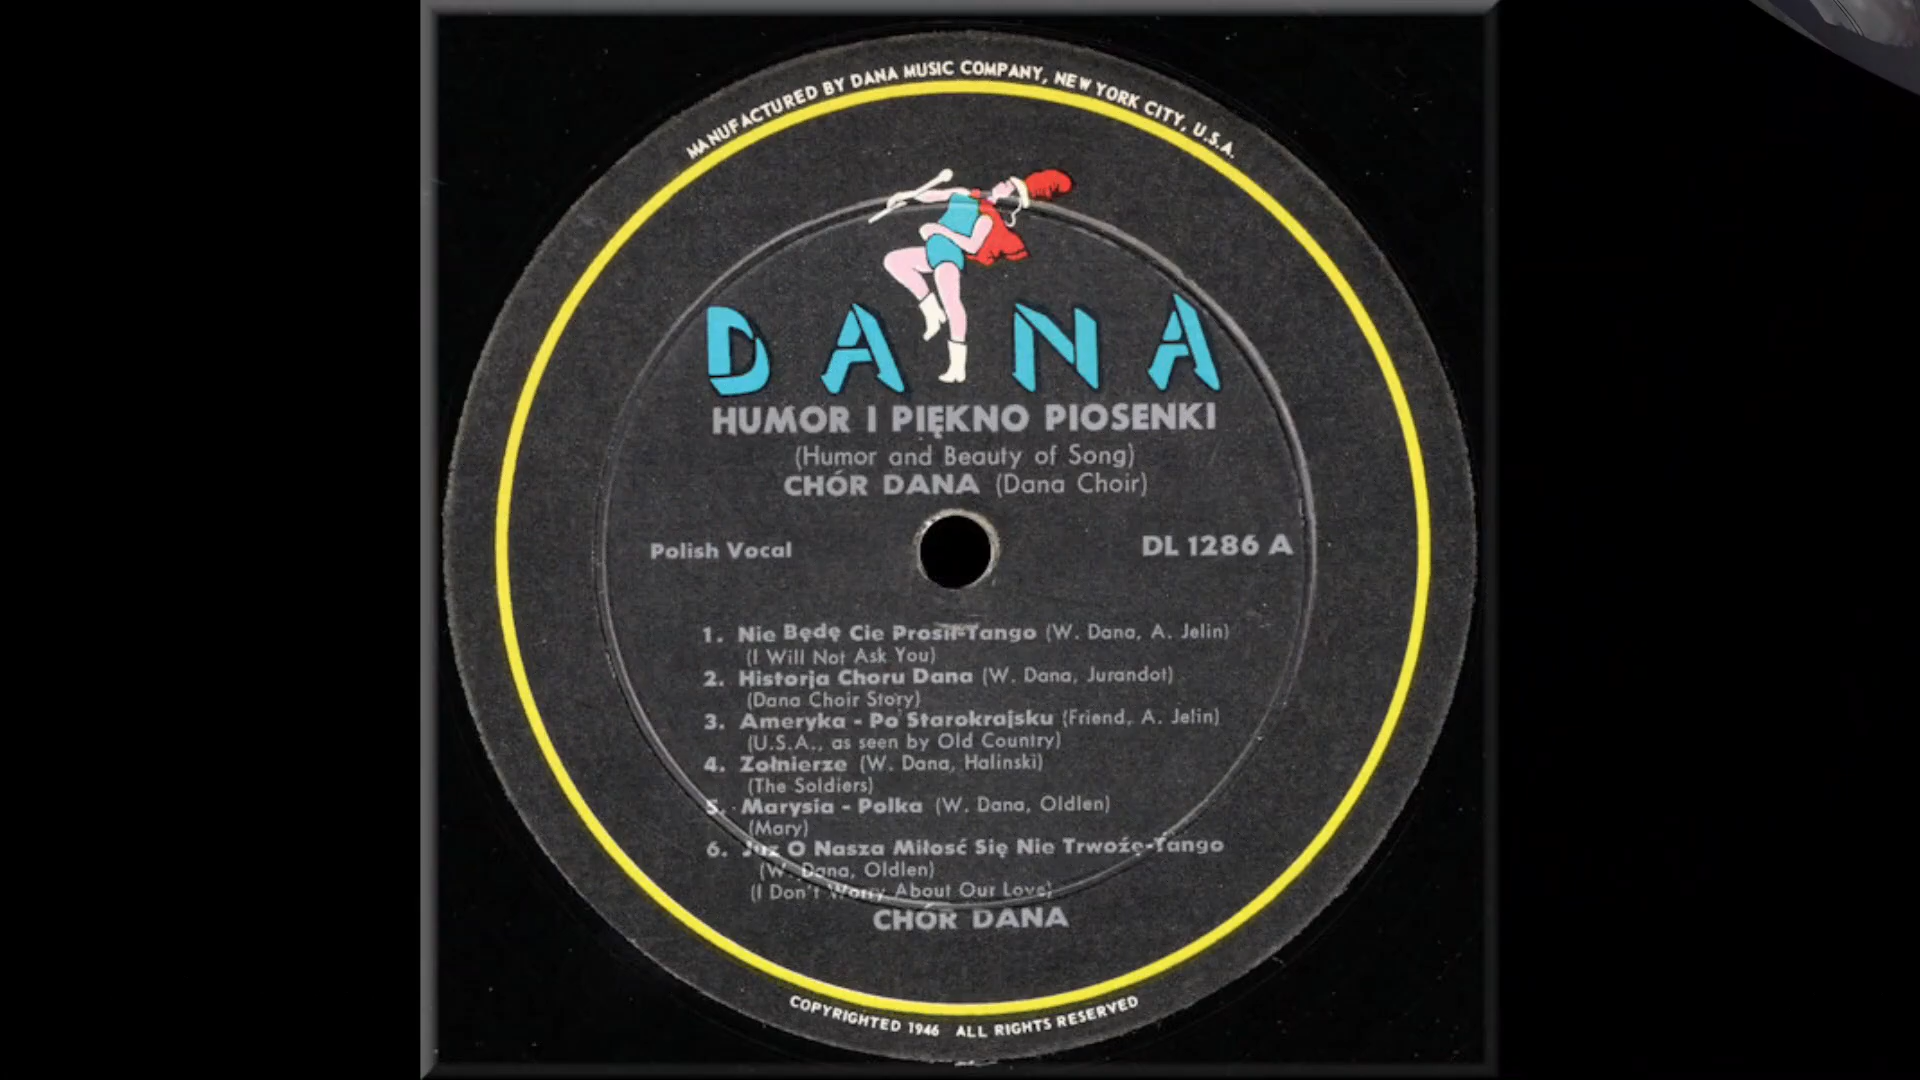 MANUFACTURED BY DANA MUSIC COMPANY, NEW YORK CITY, U.S.A.
DANA
HUMOR I PIĘKNO PIOSENKI
(Humor and Beauty of Song)
CHÓR DANA (Dana Choir)
Polish Vocal
DL 1286 A
1. Nie Będę Cie Prosił-Tango (W. Dana, A. Jelin)
(I Will Not Ask You)
2. Historja Choru Dana (W. Dana, Jurandot)
(Dana Choir Story)
3. Ameryka - Po Starokrajsku (Friend, A. Jelin)
(U.S.A., as seen by Old Country)
4. Zołnierze (W. Dana, Halinski)
(The Soldiers)
5. Marysia - Polka (W. Dana, Oldlen)
(Mary)
6. Juz O Nasza Miłosć Się Nie Trwożę-Tango
(W. Dana, Oldlen)
(I Don't Worry About Our Love)
CHÓR DANA
COPYRIGHTED 1946 ALL RIGHTS RESERVED